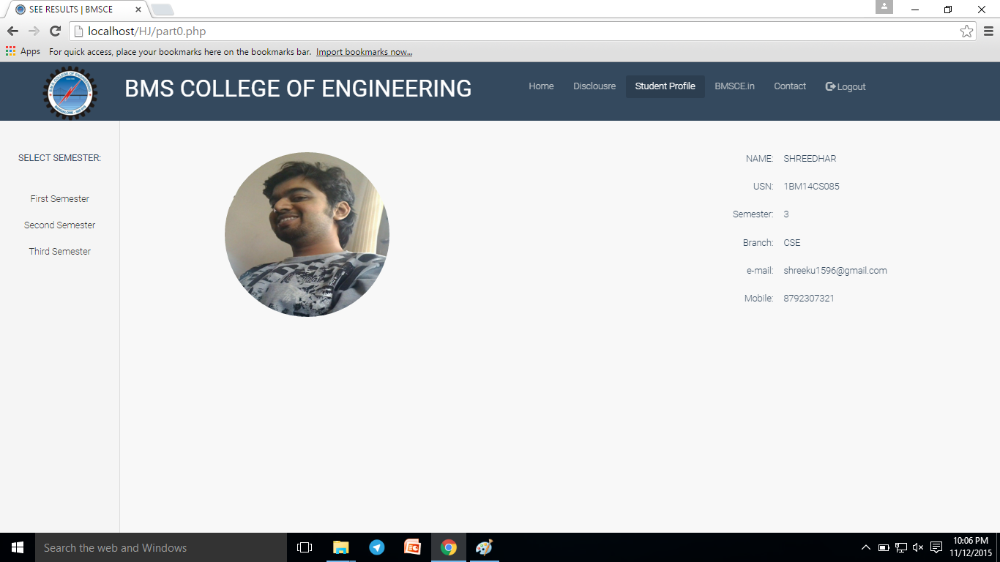 SEE RESULTS | BMSCE
localhost/HJ/part0.php
Apps For quick access, place your bookmarks here on the bookmarks bar. Import bookmarks now...
BMS COLLEGE OF ENGINEERING
Home Disclousre Student Profile BMSCE.in Contact Logout
SELECT SEMESTER:
First Semester
Second Semester
Third Semester
NAME: SHREEDHAR
USN: 1BM14CS085
Semester: 3
Branch: CSE
e-mail: shreeku1596@gmail.com
Mobile: 8792307321
Search the web and Windows
10:06 PM
11/12/2015